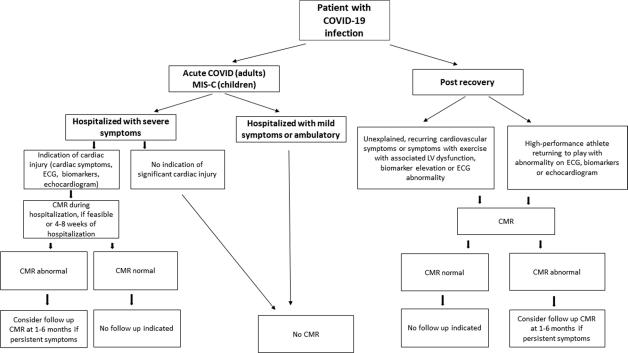 Patient with
COVID-19
infection
Acute COVID (adults)
MIS-C (children)
Post recovery
Hospitalized with severe
symptoms
Hospitalized with mild
symptoms or ambulatory
Unexplained, recurring cardiovascular
symptoms or symptoms with exercise
with associated LV dysfunction,
biomarker elevation or ECG
abnormality
High-performance athlete
returning to play with
abnormality on ECG, biomarkers
or echocardiogram
Indication of cardiac
injury (cardiac symptoms,
ECG, biomarkers,
echocardiogram)
No indication of
significant cardiac injury
CMR during
hospitalization, if feasible
or 4-8 weeks of
hospitalization
CMR
CMR abnormal
CMR normal
CMR normal
CMR abnormal
Consider follow up
CMR at 1-6 months if
persistent symptoms
No follow up Indicated
No CMR
No follow up indicated
Consider follow up CMR
at 1-6 months if
persistent symptoms